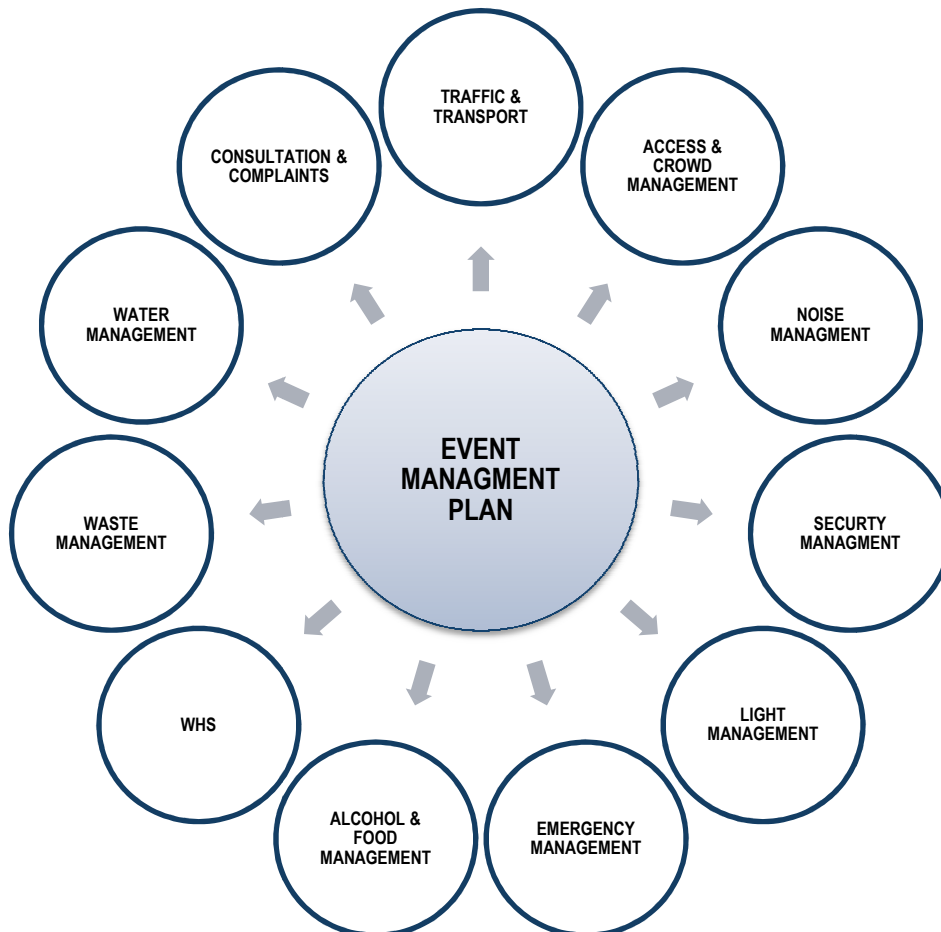 TRAFFIC &
TRANSPORT
ACCESS &
CROWD
MANAGEMENT
NOISE
MANAGMENT
SECURTY
MANAGMENT
LIGHT
MANAGEMENT
EMERGENCY
MANAGEMENT
ALCOHOL &
FOOD
MANAGEMENT
WHS
WASTE
MANAGEMENT
WATER
MANAGEMENT
CONSULTATION &
COMPLAINTS
EVENT
MANAGMENT
PLAN